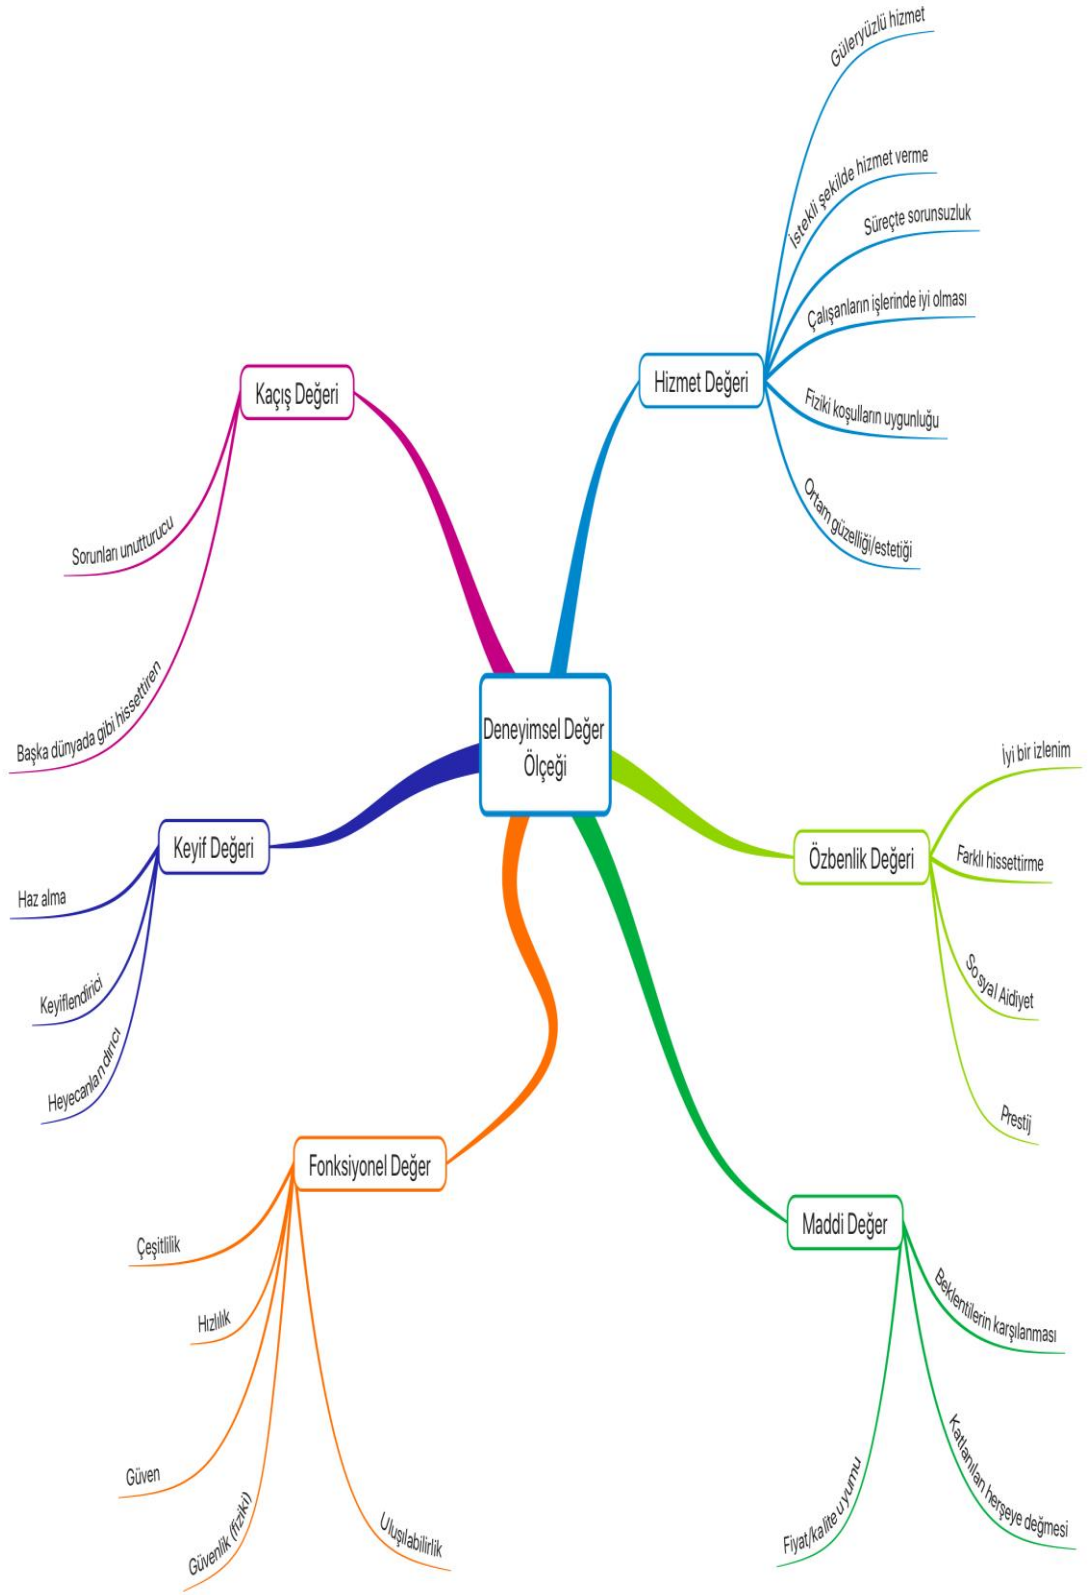 Güleryüzlü hizmet
İstekli şekilde hizmet verme
Süreçte sorunsuzluk
Çalışanların işlerinde iyi olması
Hizmet Değeri
Fiziki koşulların uygunluğu
Ortam güzelliği/estetiği
Kaçış Değeri
Sorunları unutturucu
Başka dünyada gibi hissettiren
Deneyimsel Değer
Ölçeği
İyi bir izlenim
Özbenlik Değeri
Farklı hissettirme
Sosyal Aidiyet
Prestij
Keyif Değeri
Haz alma
Keyiflendirici
Heyecanlandırıcı
Fonksiyonel Değer
Çeşitlilik
Hızlılık
Güven
Güvenlik (fiziki)
Uluşılabilirlik
Maddi Değer
Beklentilerin karşılanması
Katlanılan herşeye değmesi
Fiyat/kalite uyumu